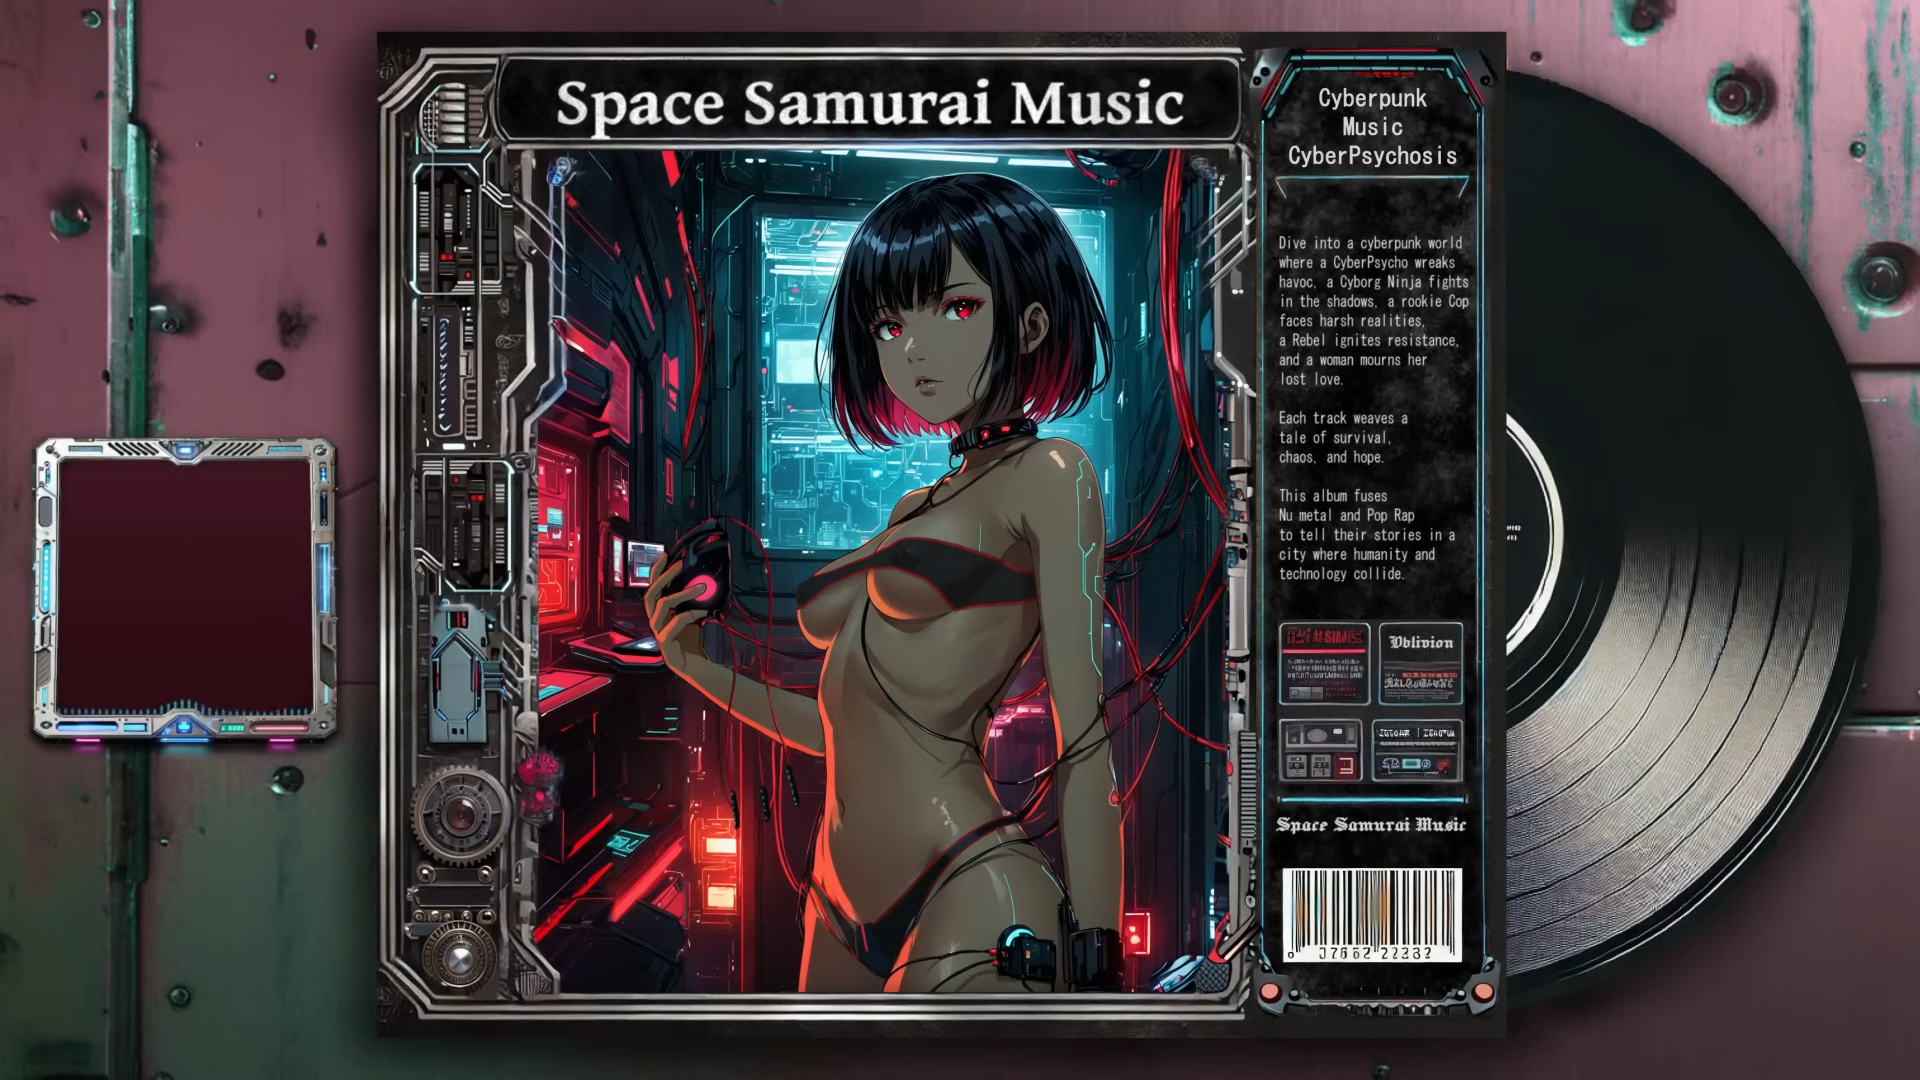 Space Samurai Music
Cyberpunk
Music
CyberPsychosis
Dive into a cyberpunk world
where a CyberPsycho wreaks
havoc, a Cyborg Ninja fights
in the shadows, a rookie Cop
faces harsh realities,
a Rebel ignites resistance,
and a woman mourns her
lost love.
Each track weaves a
tale of survival,
chaos, and hope.
This album fuses
Nu metal and Pop Rap
to tell their stories in a
city where humanity and
technology collide.
Oblivion
Space Samurai Music